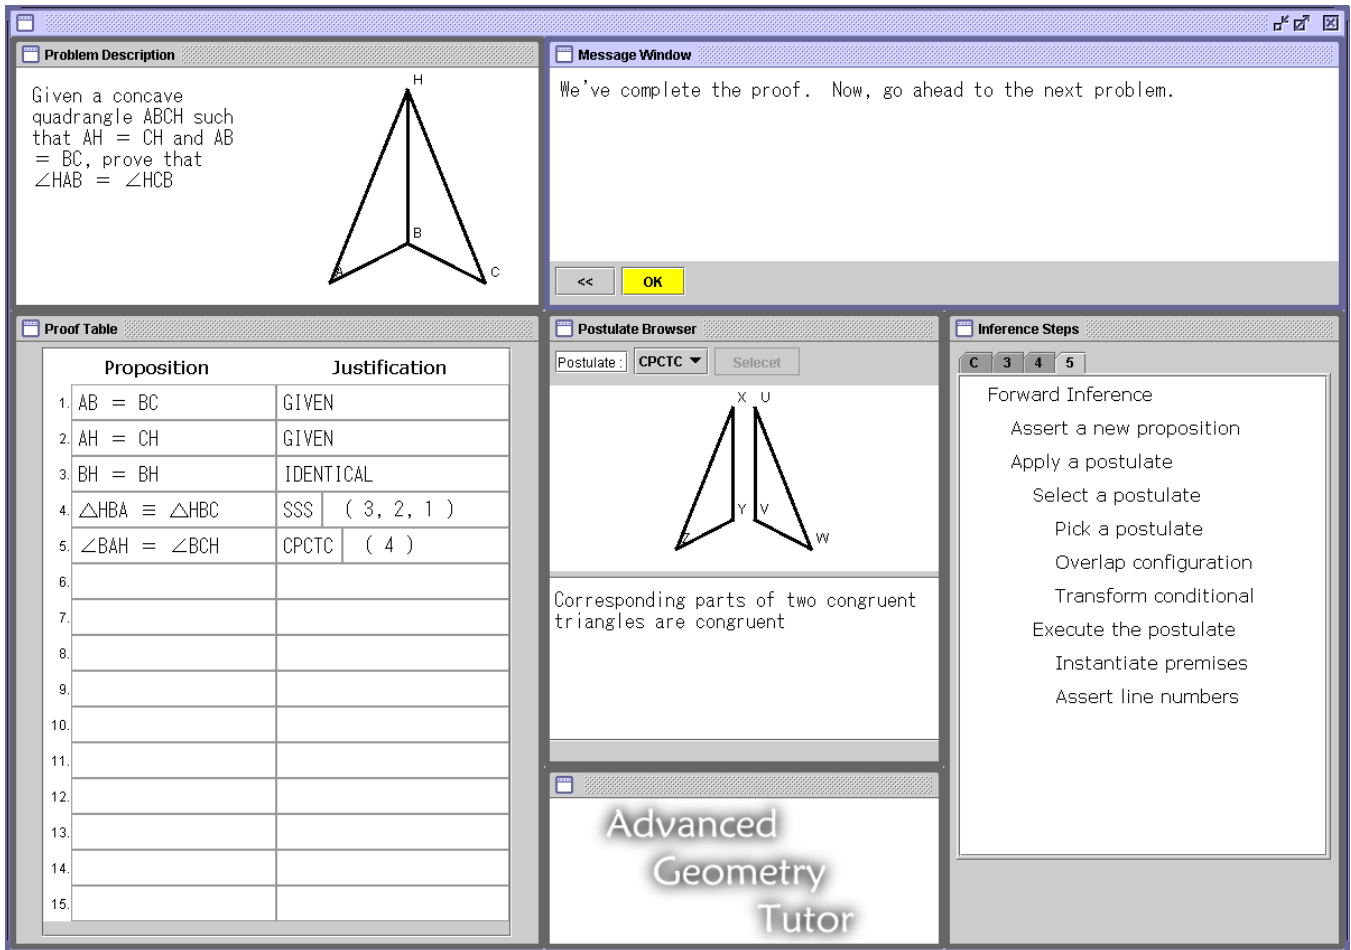 Problem Description
Given a concave
quadrangle ABCH such
that AH = CH and AB
= BC, prove that
∠HAB = ∠HCB
H
B
A
C
Message Window
We've complete the proof. Now, go ahead to the next problem.
<< OK
Proof Table
Proposition Justification
1. AB = BC GIVEN
2. AH = CH GIVEN
3. BH = BH IDENTICAL
4. △HBA ≡ △HBC SSS ( 3, 2, 1 )
5. ∠BAH = ∠BCH CPCTC ( 4 )
6.
7.
8.
9.
10.
11.
12.
13.
14.
15.
Postulate Browser
Postulate : CPCTC Selecet
X U
Y V
Z W
Corresponding parts of two congruent
triangles are congruent
Advanced
Geometry
Tutor
Inference Steps
C 3 4 5
Forward Inference
Assert a new proposition
Apply a postulate
Select a postulate
Pick a postulate
Overlap configuration
Transform conditional
Execute the postulate
Instantiate premises
Assert line numbers